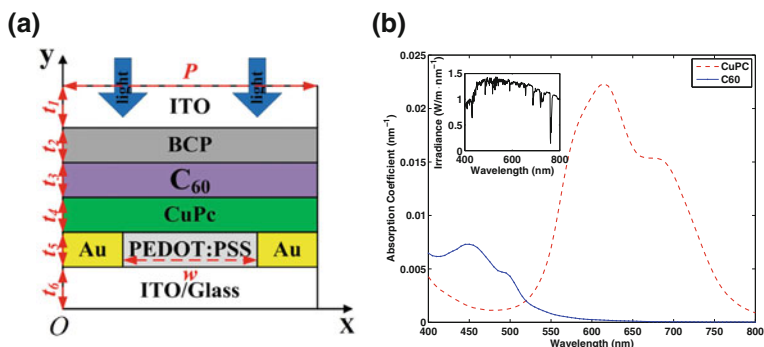 (a)
y
P
light
light
t1
ITO
t2
BCP
t3
C60
t4
CuPc
t5
Au
PEDOT:PSS
Au
w
t6
ITO/Glass
O
x
(b)
0.025
0.02
0.015
0.01
0.005
0
Absorption Coefficient (nm⁻¹)
400 450 500 550 600 650 700 750 800
Wavelength (nm)
CuPC
C60
1.5
1
0.5
0
Irradiance (W/m · nm⁻¹)
400 600 800
Wavelength (nm)